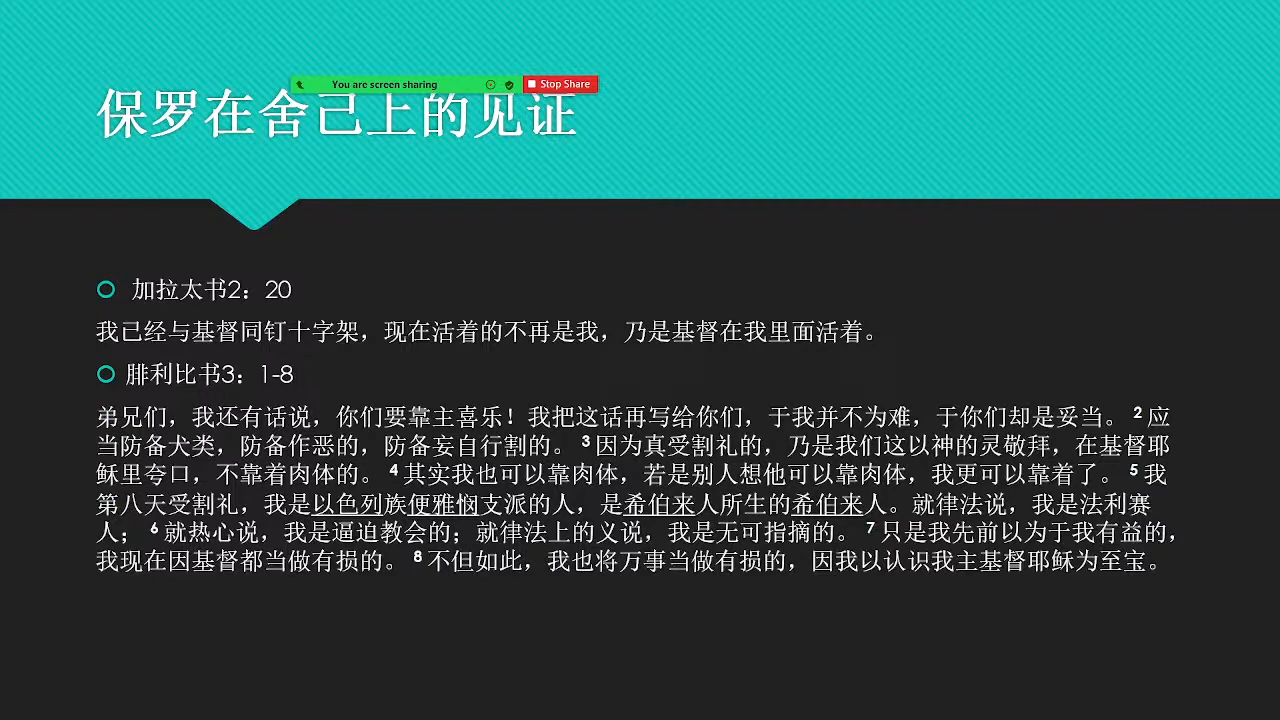 You are screen sharing
Stop Share
保罗在舍己上的见证
加拉太书2：20
我已经与基督同钉十字架，现在活着的不再是我，乃是基督在我里面活着。
腓利比书3：1-8
弟兄们，我还有话说，你们要靠主喜乐！我把这话再写给你们，于我并不为难，于你们却是妥当。 2 应
当防备犬类，防备作恶的，防备妄自行割的。 3 因为真受割礼的，乃是我们这以神的灵敬拜，在基督耶
稣里夸口，不靠着肉体的。 4 其实我也可以靠肉体，若是别人想他可以靠肉体，我更可以靠着了。 5 我
第八天受割礼，我是以色列族便雅悯支派的人，是希伯来人所生的希伯来人。就律法说，我是法利赛
人； 6 就热心说，我是逼迫教会的；就律法上的义说，我是无可指摘的。 7 只是我先前以为于我有益的，
我现在因基督都当做有损的。 8 不但如此，我也将万事当做有损的，因我以认识我主基督耶稣为至宝。